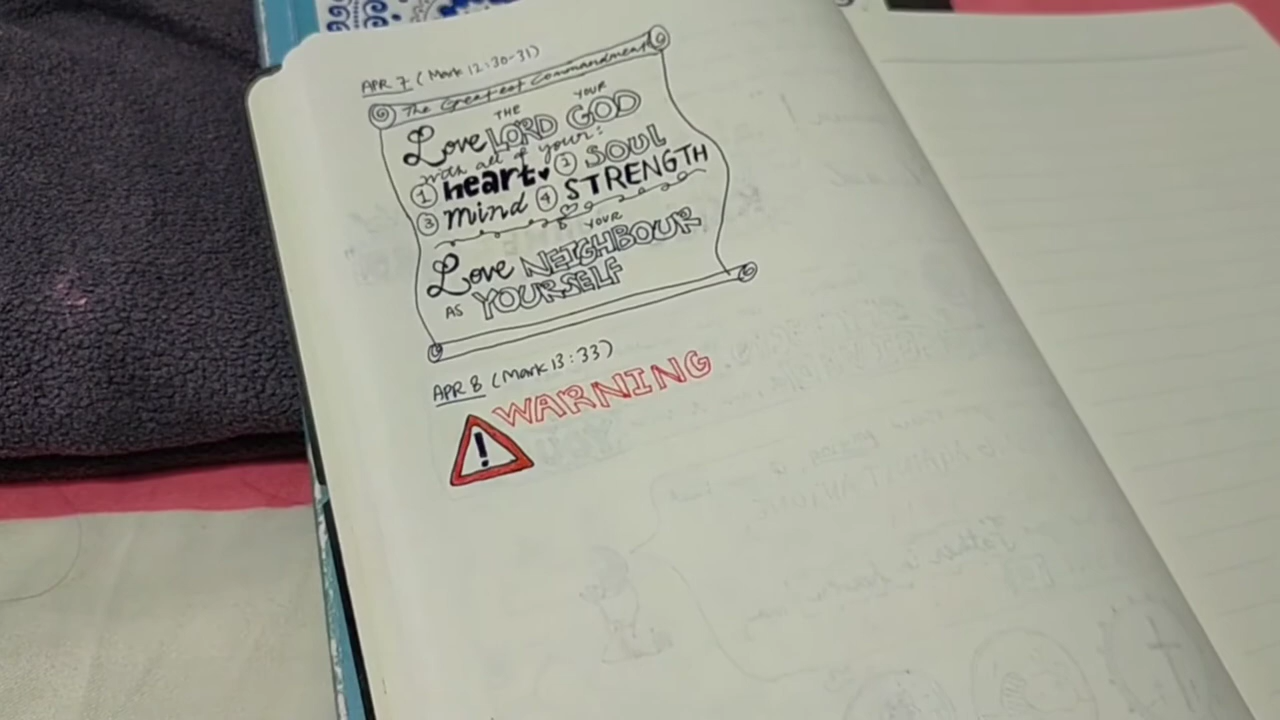 APR 7 (Mark 12:30-31)
The Greatest Commandment
Love THE LORD YOUR GOD
with all of your:
① heart ② SOUL
③ mind ④ STRENGTH
Love YOUR NEIGHBOUR
AS YOURSELF
APR 8 (Mark 13:33)
WARNING
!